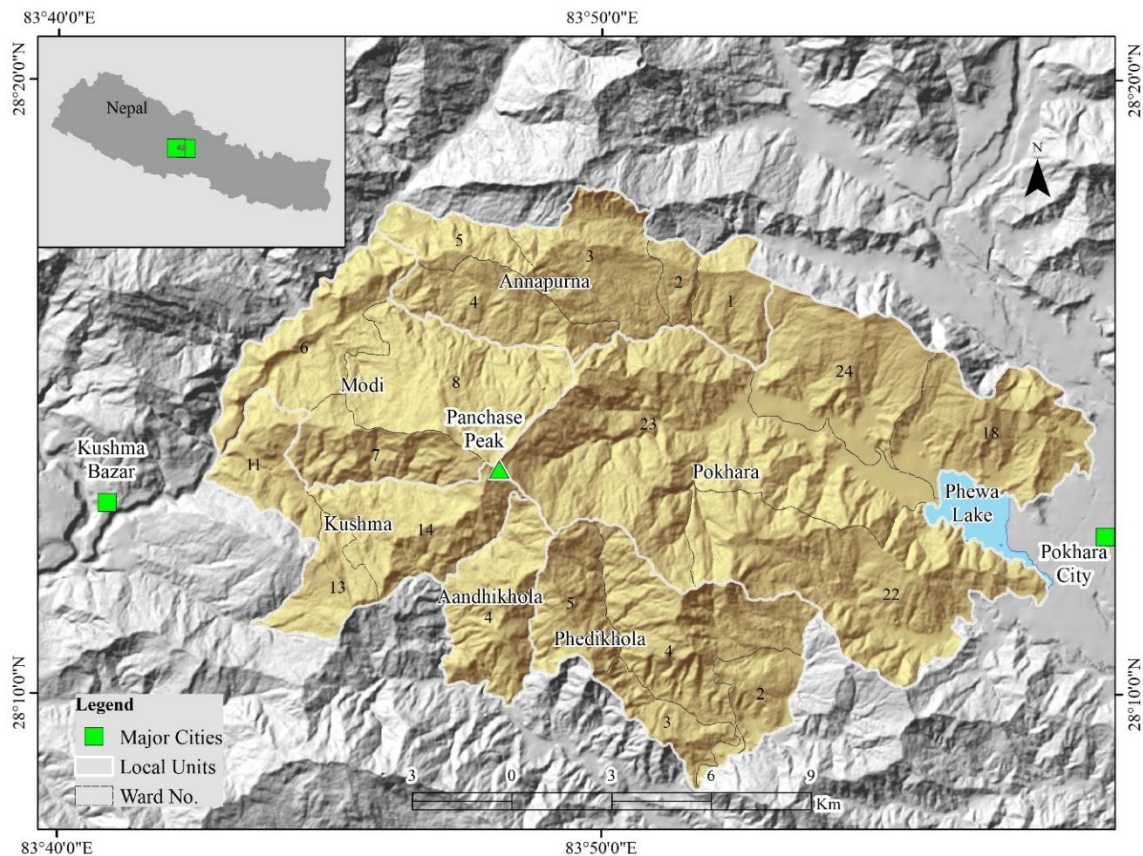 83°40'0"E
83°50'0"E
28°20'0"N
28°20'0"N
Nepal
N
5
3
Annapurna
2
4
1
6
24
Modi
8
Panchase
Peak
23
18
Kushma
Bazar
11
7
Pokhara
Phewa
Lake
Kushma
14
Pokhara
City
13
Aandhikhola
4
5
22
Phedikhola
4
2
3
28°10'0"N
28°10'0"N
Legend
Major Cities
Local Units
Ward No.
3 0 3 6 9
Km
83°40'0"E
83°50'0"E